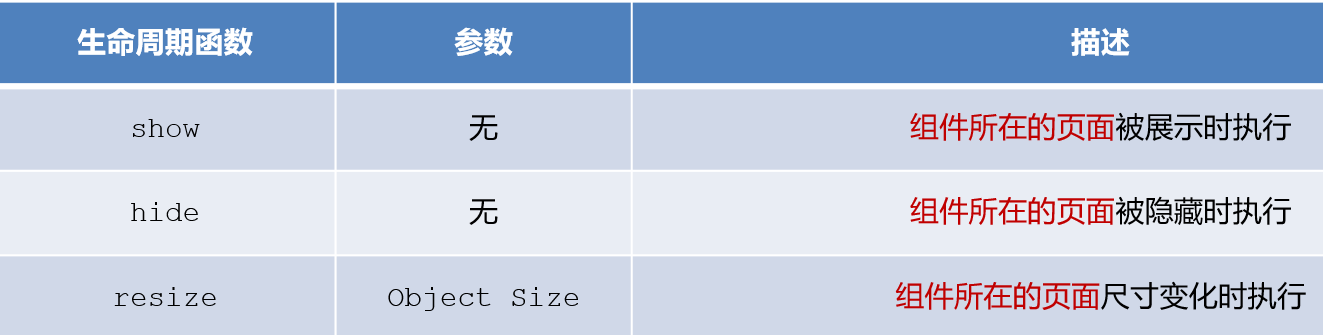 生命周期函数 参数 描述
show 无 组件所在的页面被展示时执行
hide 无 组件所在的页面被隐藏时执行
resize Object Size 组件所在的页面尺寸变化时执行